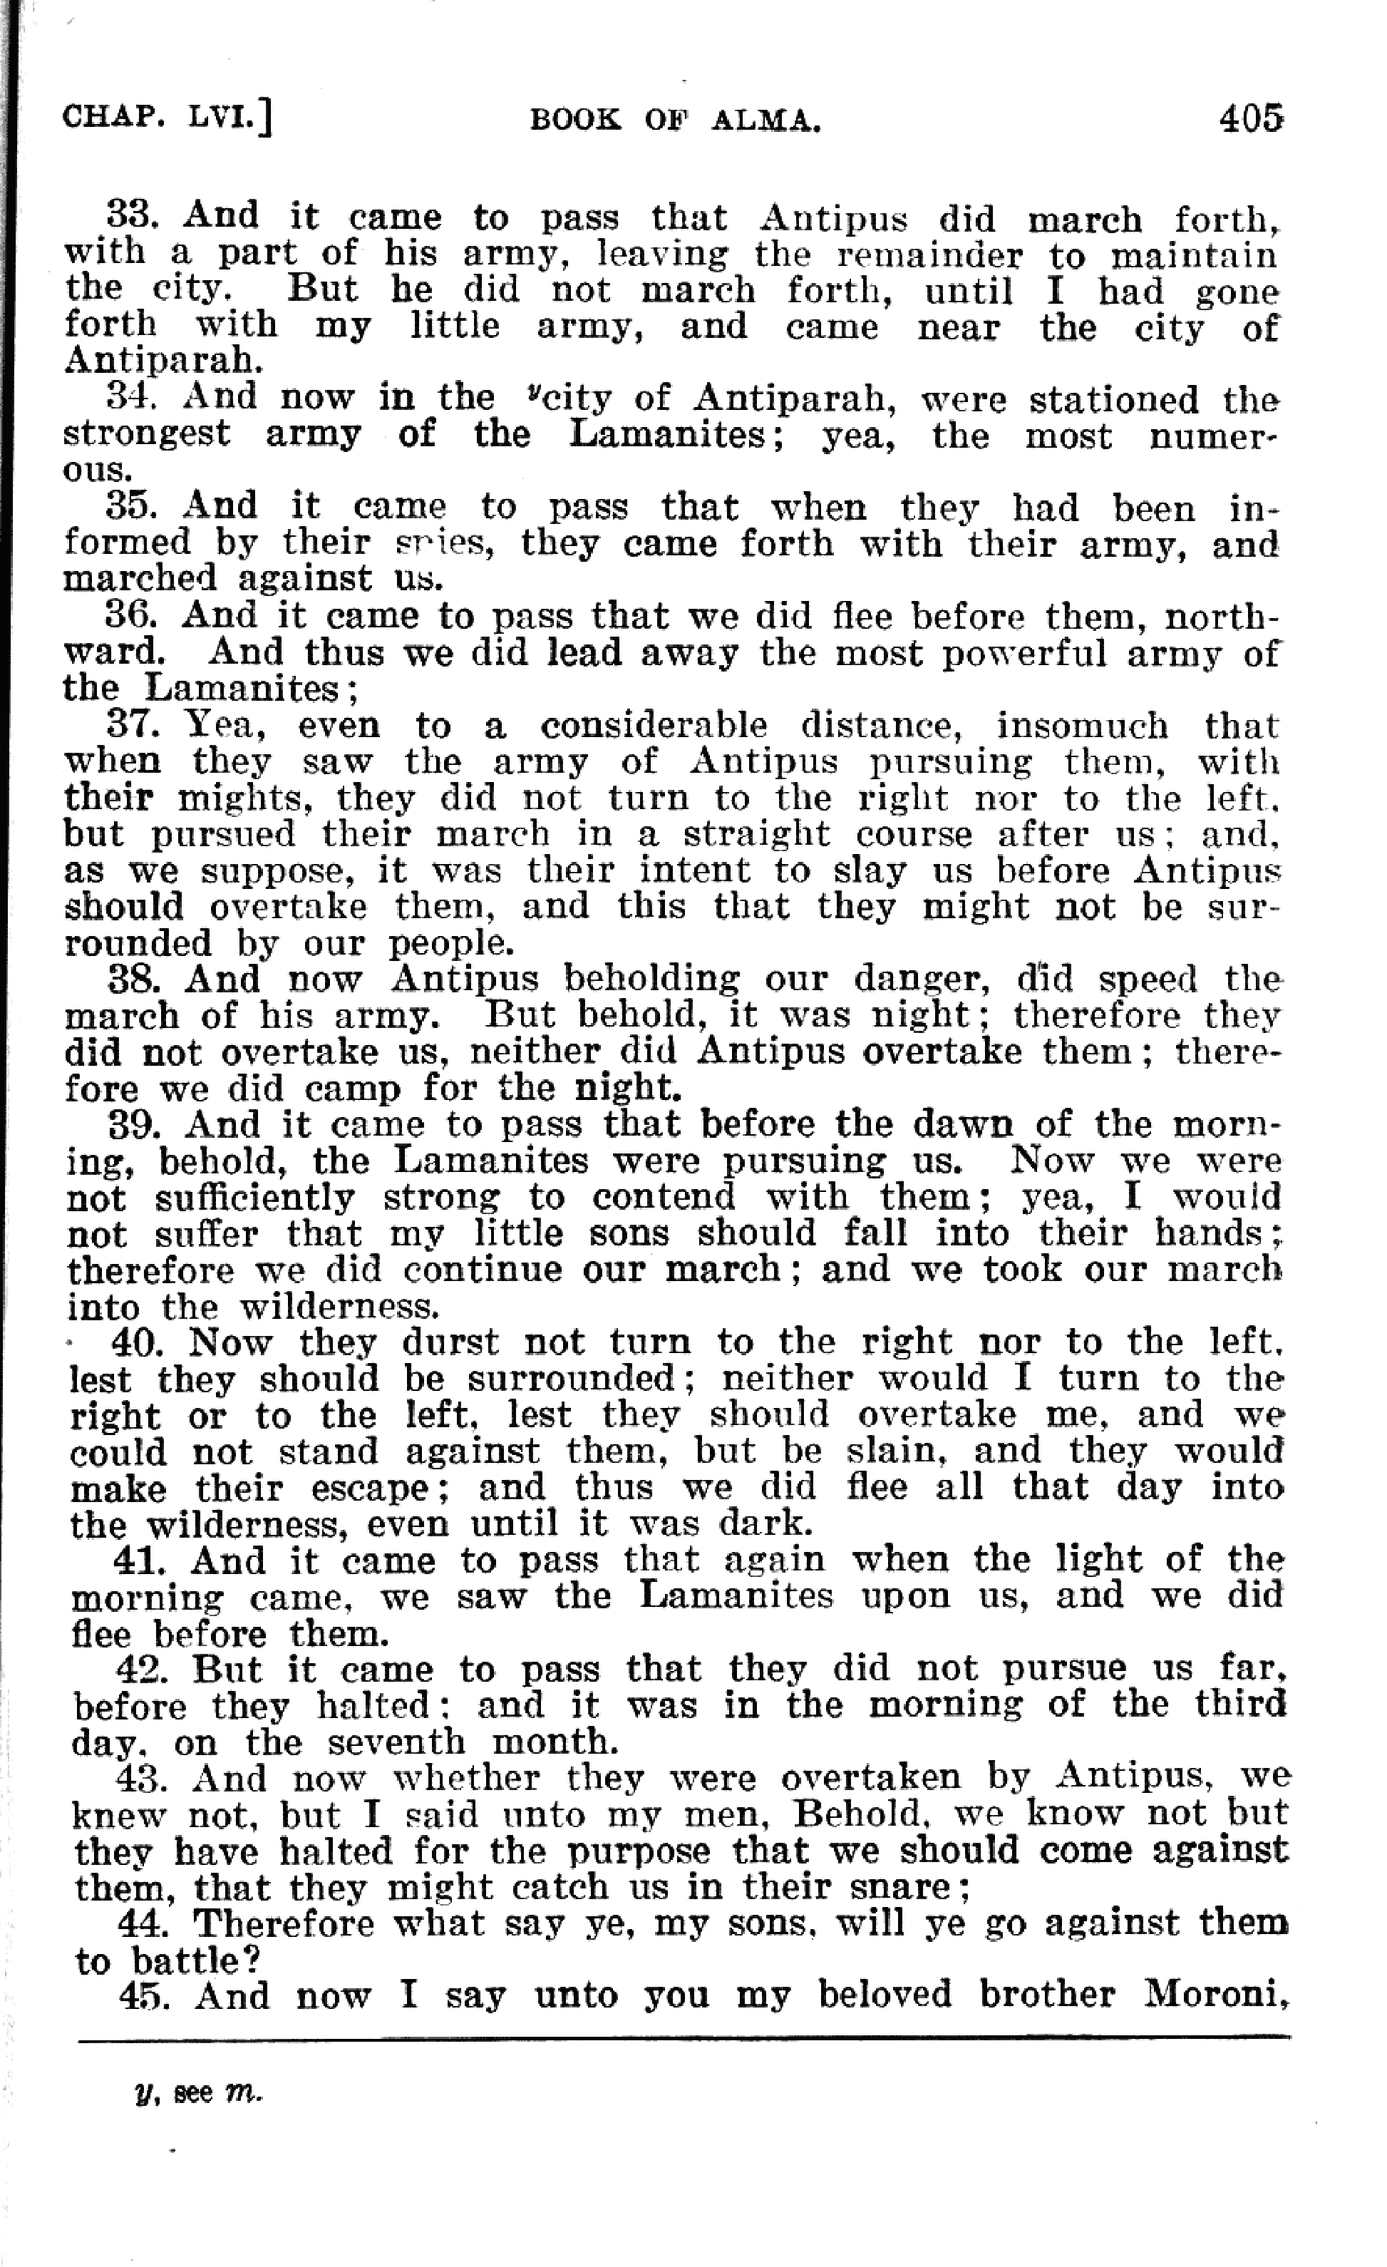 CHAP. LVI.] BOOK OF ALMA. 405
33. And it came to pass that Antipus did march forth,
with a part of his army, leaving the remainder to maintain
the city. But he did not march forth, until I had gone
forth with my little army, and came near the city of
Antiparah.
34. And now in the ʸcity of Antiparah, were stationed the
strongest army of the Lamanites; yea, the most numer-
ous.
35. And it came to pass that when they had been in-
formed by their spies, they came forth with their army, and
marched against us.
36. And it came to pass that we did flee before them, north-
ward. And thus we did lead away the most powerful army of
the Lamanites;
37. Yea, even to a considerable distance, insomuch that
when they saw the army of Antipus pursuing them, with
their mights, they did not turn to the right nor to the left,
but pursued their march in a straight course after us; and,
as we suppose, it was their intent to slay us before Antipus
should overtake them, and this that they might not be sur-
rounded by our people.
38. And now Antipus beholding our danger, did speed the
march of his army. But behold, it was night; therefore they
did not overtake us, neither did Antipus overtake them; there-
fore we did camp for the night.
39. And it came to pass that before the dawn of the morn-
ing, behold, the Lamanites were pursuing us. Now we were
not sufficiently strong to contend with them; yea, I would
not suffer that my little sons should fall into their hands;
therefore we did continue our march; and we took our march
into the wilderness.
40. Now they durst not turn to the right nor to the left,
lest they should be surrounded; neither would I turn to the
right or to the left, lest they should overtake me, and we
could not stand against them, but be slain, and they would
make their escape; and thus we did flee all that day into
the wilderness, even until it was dark.
41. And it came to pass that again when the light of the
morning came, we saw the Lamanites upon us, and we did
flee before them.
42. But it came to pass that they did not pursue us far,
before they halted; and it was in the morning of the third
day, on the seventh month.
43. And now whether they were overtaken by Antipus, we
knew not, but I said unto my men, Behold, we know not but
they have halted for the purpose that we should come against
them, that they might catch us in their snare;
44. Therefore what say ye, my sons, will ye go against them
to battle?
45. And now I say unto you my beloved brother Moroni,
y, see m.